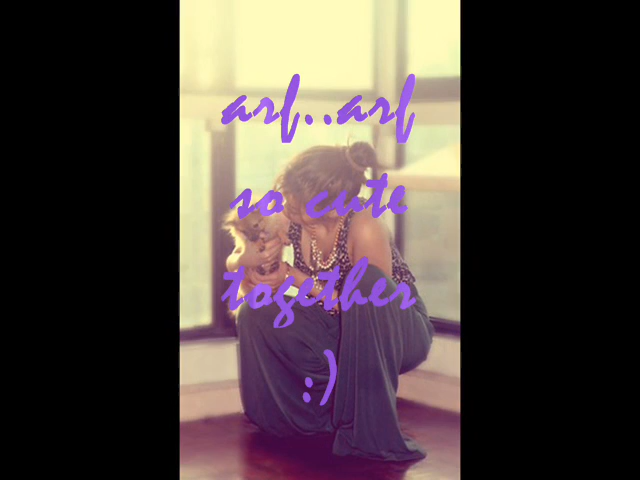 arf..arf
so cute
together
:)